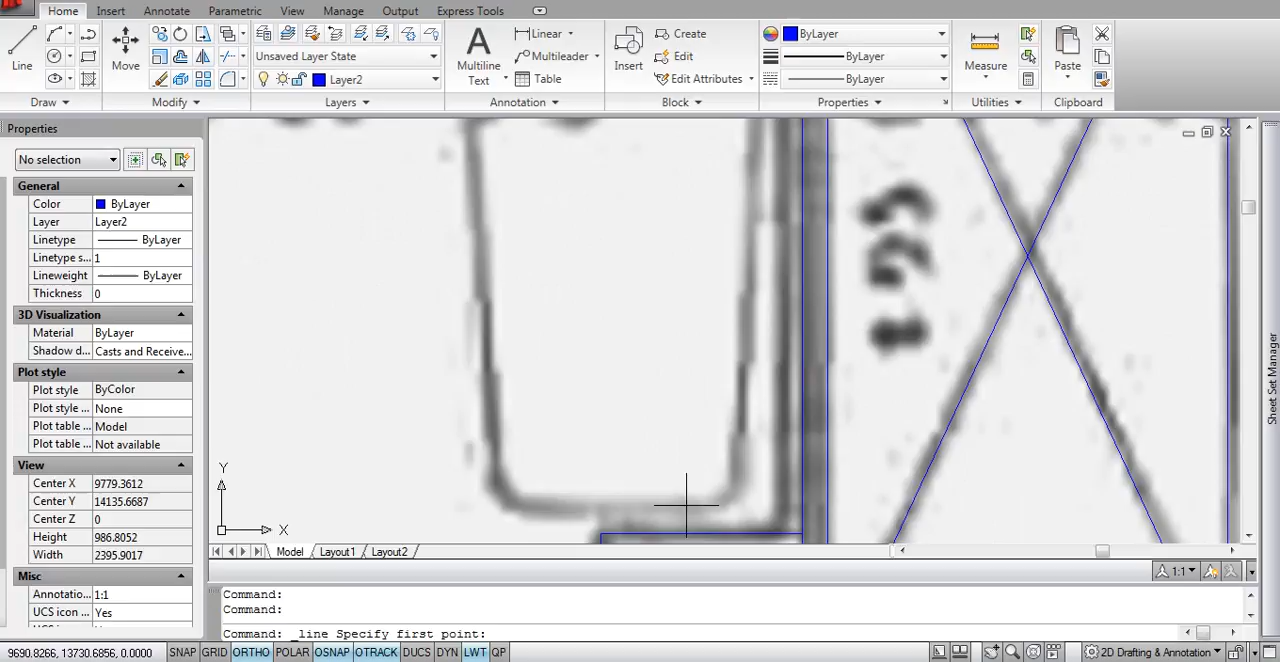 Home Insert Annotate Parametric View Manage Output Express Tools
Line
Move
Unsaved Layer State
Layer2
Multiline
Text
Linear
Multileader
Table
Insert
Create
Edit
Edit Attributes
ByLayer
ByLayer
ByLayer
Measure
Paste
Draw Modify Layers Annotation Block Properties Utilities Clipboard
Properties
No selection
General
Color ByLayer
Layer Layer2
Linetype ByLayer
Linetype s... 1
Lineweight ByLayer
Thickness 0
3D Visualization
Material ByLayer
Shadow d... Casts and Receive...
Plot style
Plot style ByColor
Plot style ... None
Plot table ... Model
Plot table ... Not available
View
Center X 9779.3612
Center Y 14135.6687
Center Z 0
Height 986.8052
Width 2395.9017
Misc
Annotatio... 1:1
UCS icon ... Yes
Y
X
Sheet Set Manager
Model Layout1 Layout2
1:1
Command:
Command:
Command: _line Specify first point:
9690.8266, 13730.6856, 0.0000 SNAP GRID ORTHO POLAR OSNAP OTRACK DUCS DYN LWT QP 2D Drafting & Annotation